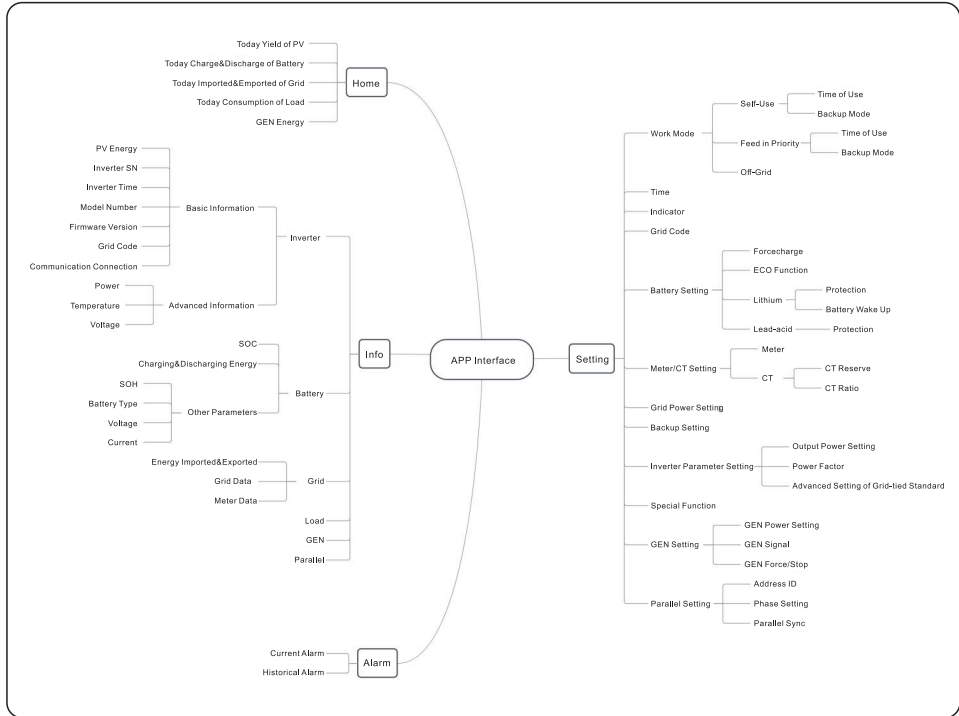 Today Yield of PV
Today Charge&Discharge of Battery
Today Imported&Emported of Grid
Today Consumption of Load
GEN Energy
Home
PV Energy
Inverter SN
Inverter Time
Model Number
Firmware Version
Grid Code
Communication Connection
Basic Information
Power
Temperature
Voltage
Advanced Information
Inverter
SOC
Charging&Discharging Energy
SOH
Battery Type
Voltage
Current
Other Parameters
Battery
Energy Imported&Exported
Grid Data
Meter Data
Grid
Load
GEN
Parallel
Info
Current Alarm
Historical Alarm
Alarm
APP Interface
Setting
Work Mode
Self-Use
Time of Use
Backup Mode
Feed in Priority
Time of Use
Backup Mode
Off-Grid
Time
Indicator
Grid Code
Battery Setting
Forcecharge
ECO Function
Lithium
Protection
Battery Wake Up
Lead-acid
Protection
Meter/CT Setting
Meter
CT
CT Reserve
CT Ratio
Grid Power Setting
Backup Setting
Inverter Parameter Setting
Output Power Setting
Power Factor
Advanced Setting of Grid-tied Standard
Special Function
GEN Setting
GEN Power Setting
GEN Signal
GEN Force/Stop
Parallel Setting
Address ID
Phase Setting
Parallel Sync